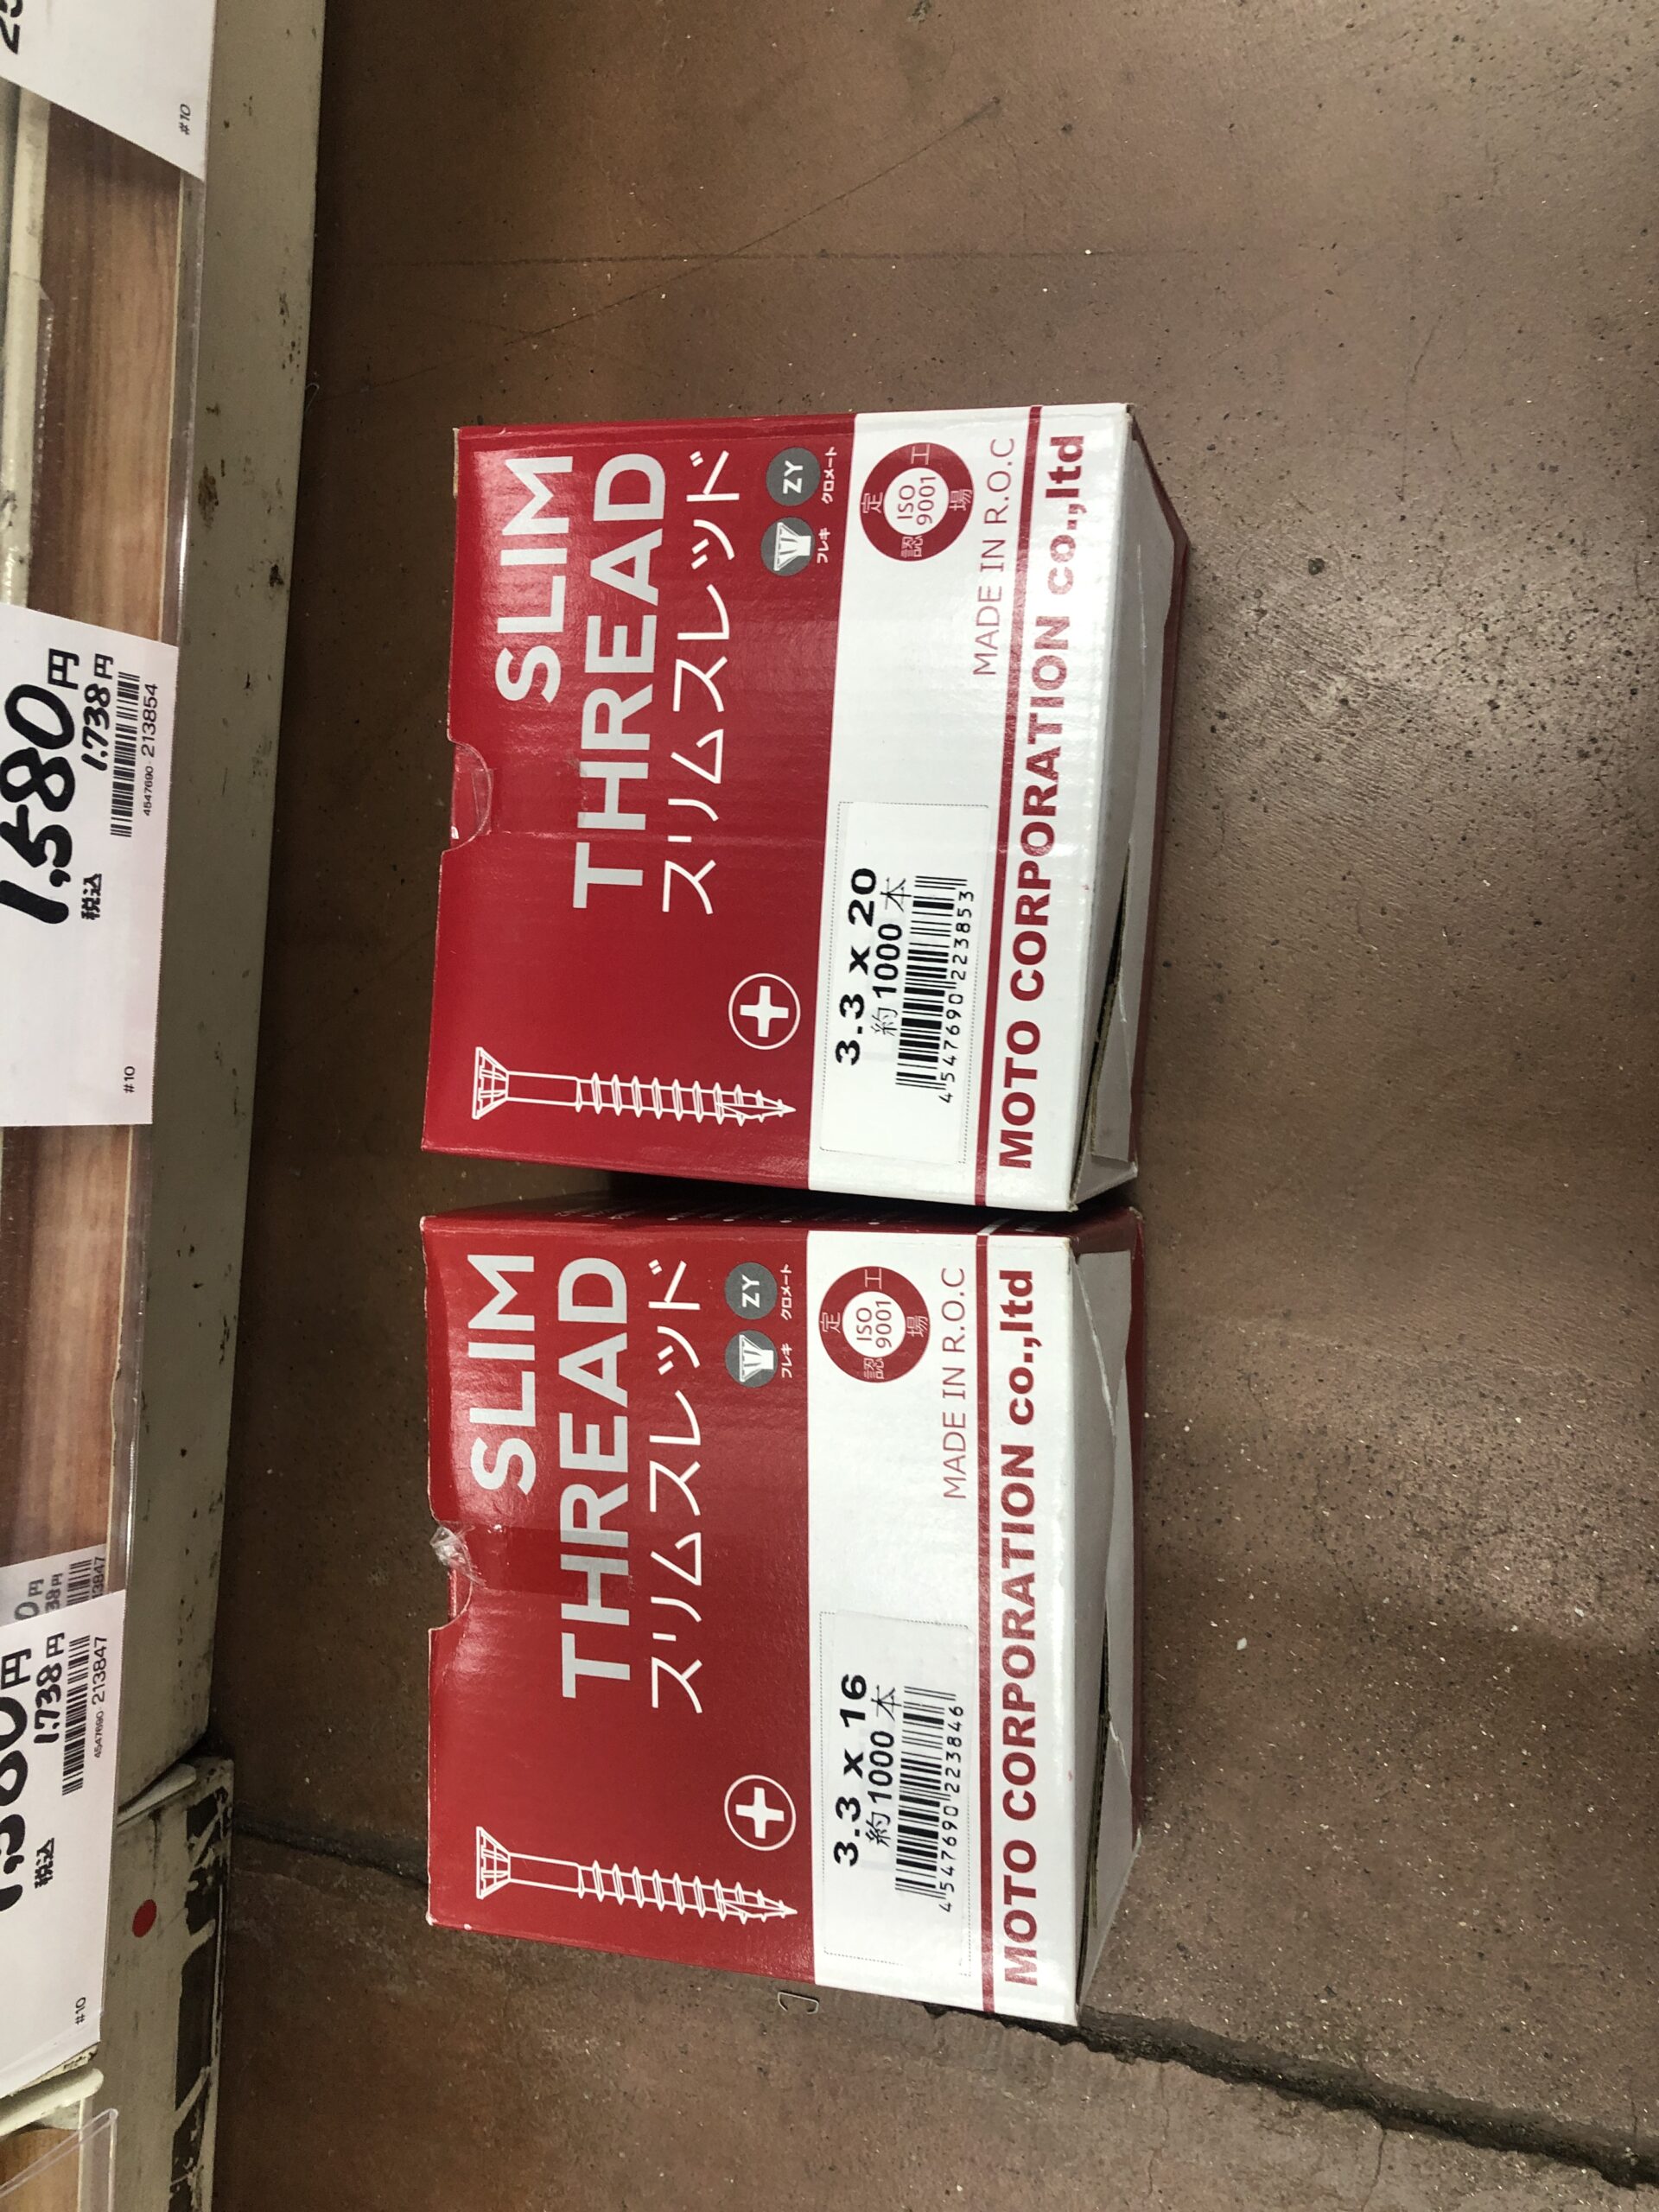 #10
1,580円
税込 1,738円
4547690-213854
#10
税込 1,738円
4547690-213847
#10
213847
SLIM
THREAD
スリムスレッド
フレキ
ZY
クロメート
3.3 x 16
約1000 本
4547690223846
認定工場
ISO
9001
MADE IN R.O.C
MOTO CORPORATION co.,ltd
SLIM
THREAD
スリムスレッド
フレキ
ZY
クロメート
3.3 x 20
約1000 本
4547690223853
認定工場
ISO
9001
MADE IN R.O.C
MOTO CORPORATION co.,ltd